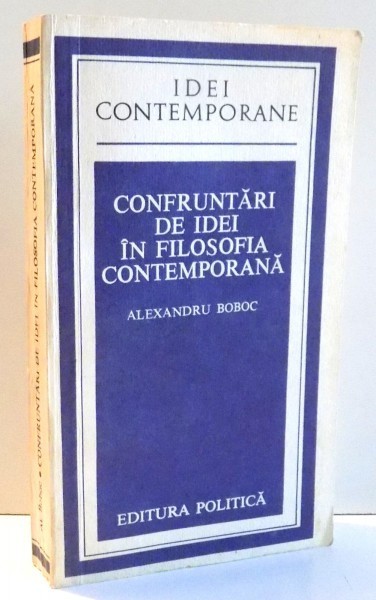 IDEI
CONTEMPORANE
CONFRUNTĂRI
DE IDEI
ÎN FILOSOFIA
CONTEMPORANĂ
ALEXANDRU BOBOC
EDITURA POLITICĂ
Al. Boboc • CONFRUNTĂRI DE IDEI ÎN FILOSOFIA CONTEMPORANĂ